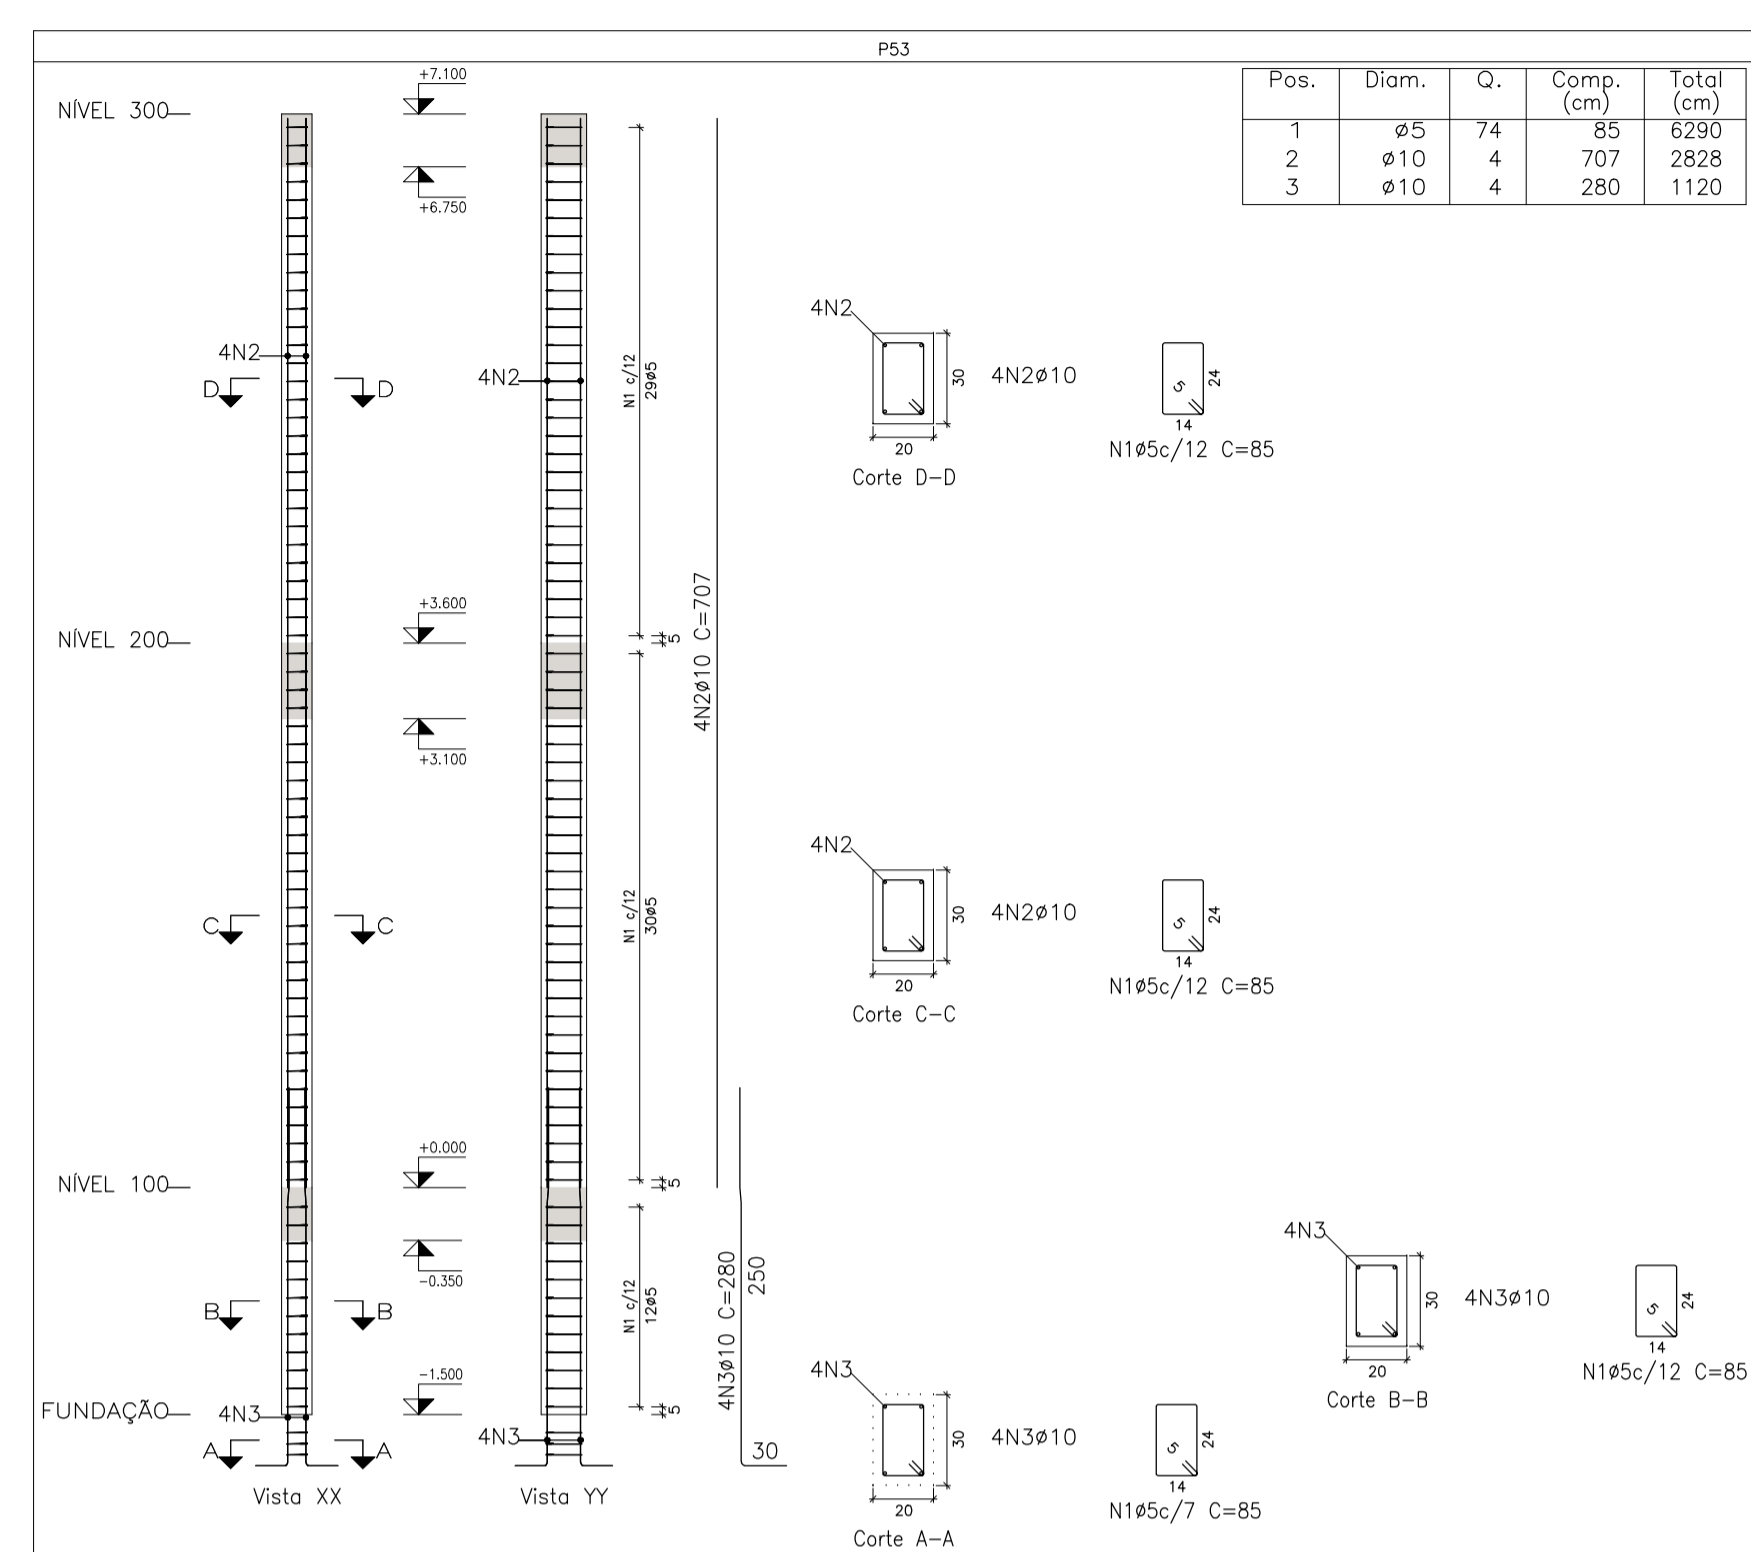 P53
Pos. Diam. Q. Comp. (cm) Total (cm)
1 ø5 74 85 6290
2 ø10 4 707 2828
3 ø10 4 280 1120
NÍVEL 300
+7.100
+6.750
4N2
D D
4N2
N1 c/12
29ø5
4N2
30
20
4N2ø10
Corte D-D
5
24
14
N1ø5c/12 C=85
NÍVEL 200
+3.600
+3.100
5
4N2ø10 C=707
C C
N1 c/12
30ø5
4N2
30
20
4N2ø10
Corte C-C
5
24
14
N1ø5c/12 C=85
NÍVEL 100
+0.000
-0.350
5
B B
N1 c/12
12ø5
4N3ø10 C=280
250
30
4N3
30
20
4N3ø10
Corte B-B
5
24
14
N1ø5c/12 C=85
FUNDAÇÃO
-1.500
5
4N3
4N3
A A
Vista XX
Vista YY
4N3
30
20
4N3ø10
Corte A-A
5
24
14
N1ø5c/7 C=85